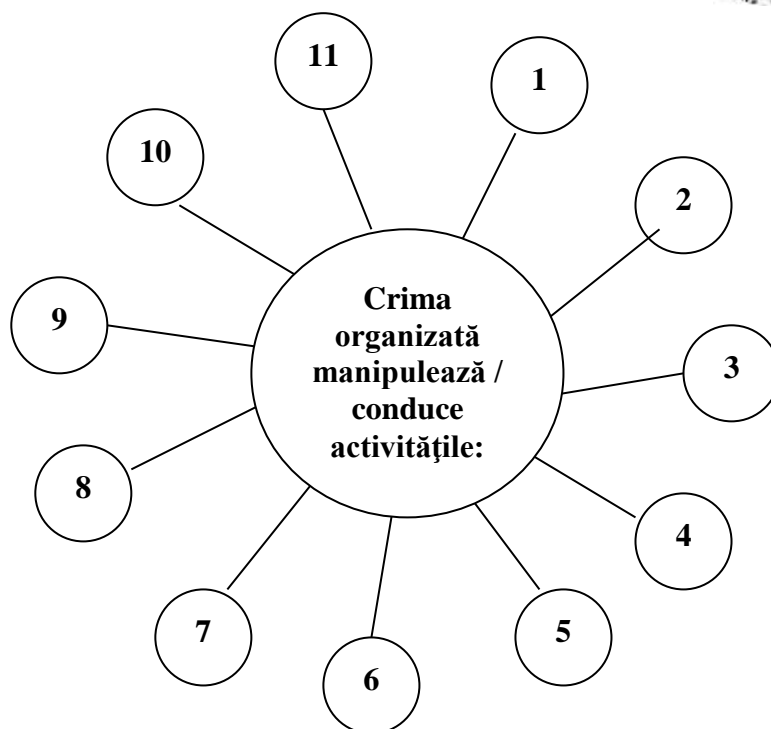 11
1
10
2
9
3
8
4
7
5
6
Crima
organizată
manipulează /
conduce
activităţile: